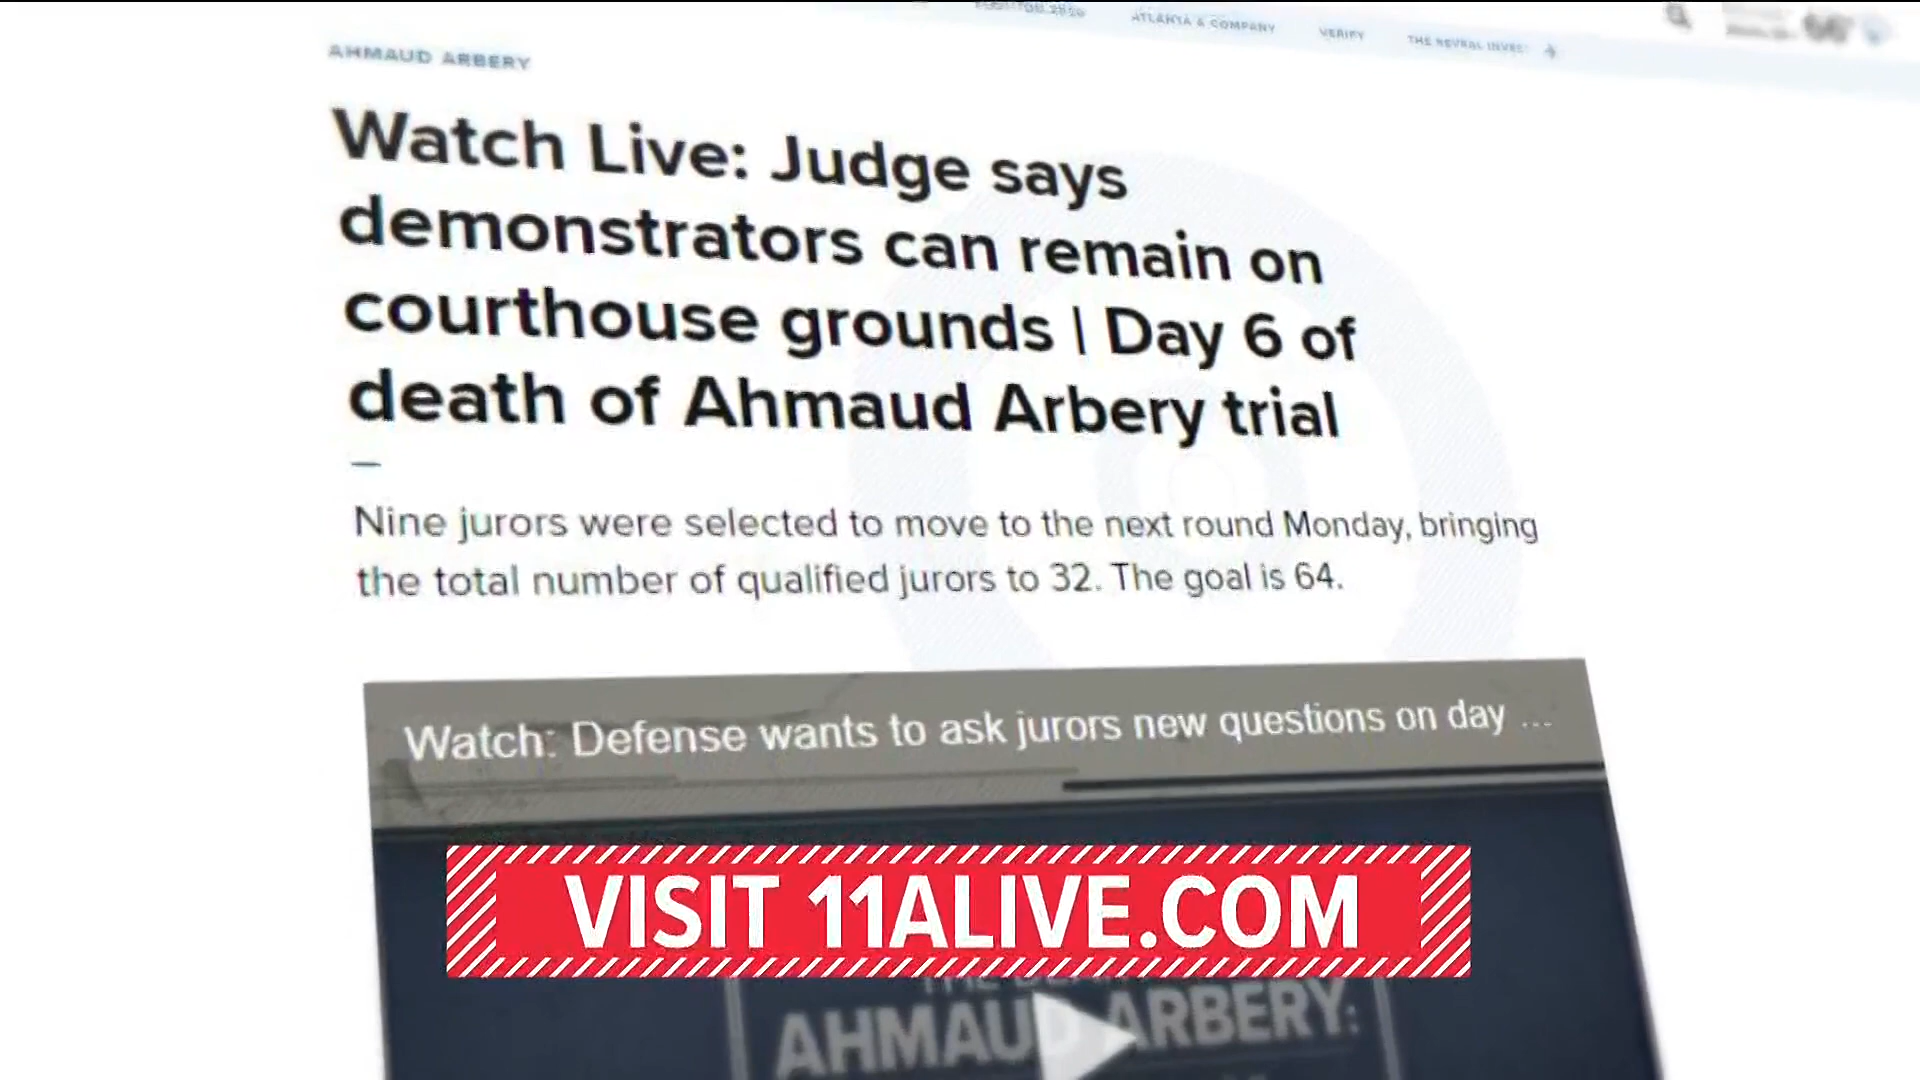 ATLANTA & COMPANY
VERIFY
AHMAUD ARBERY
Watch Live: Judge says
demonstrators can remain on
courthouse grounds | Day 6 of
death of Ahmaud Arbery trial
Nine jurors were selected to move to the next round Monday, bringing
the total number of qualified jurors to 32. The goal is 64.
Watch: Defense wants to ask jurors new questions on day ...
VISIT 11ALIVE.COM
AHMAUD ARBERY: